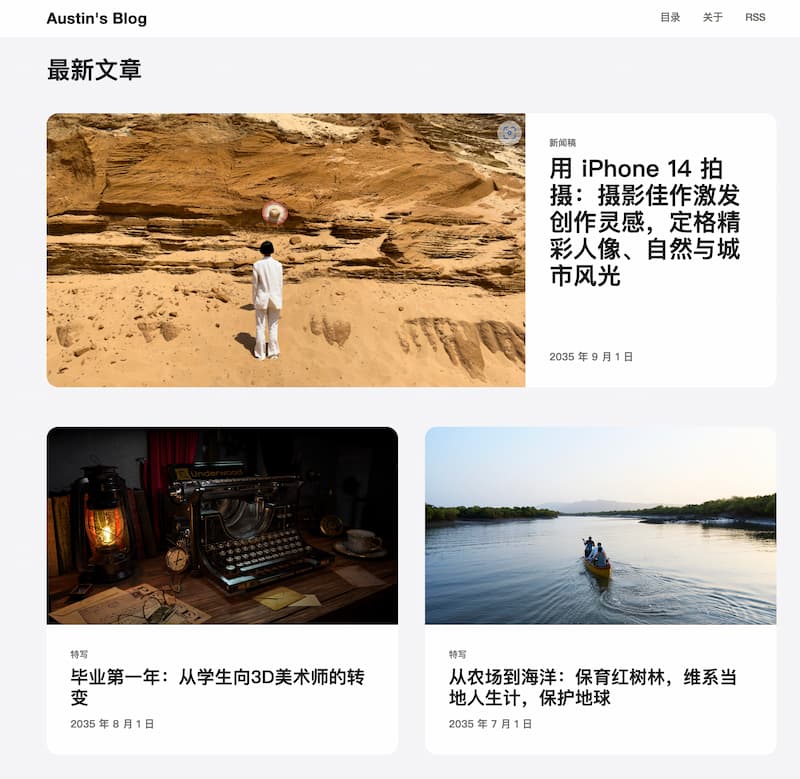 Austin's Blog
目录 关于 RSS
最新文章
新闻稿
用 iPhone 14 拍
摄：摄影佳作激发
创作灵感，定格精
彩人像、自然与城
市风光
2035 年 9 月 1 日
Underwood
特写
毕业第一年：从学生向3D美术师的转
变
2035 年 8 月 1 日
特写
从农场到海洋：保育红树林，维系当
地人生计，保护地球
2035 年 7 月 1 日